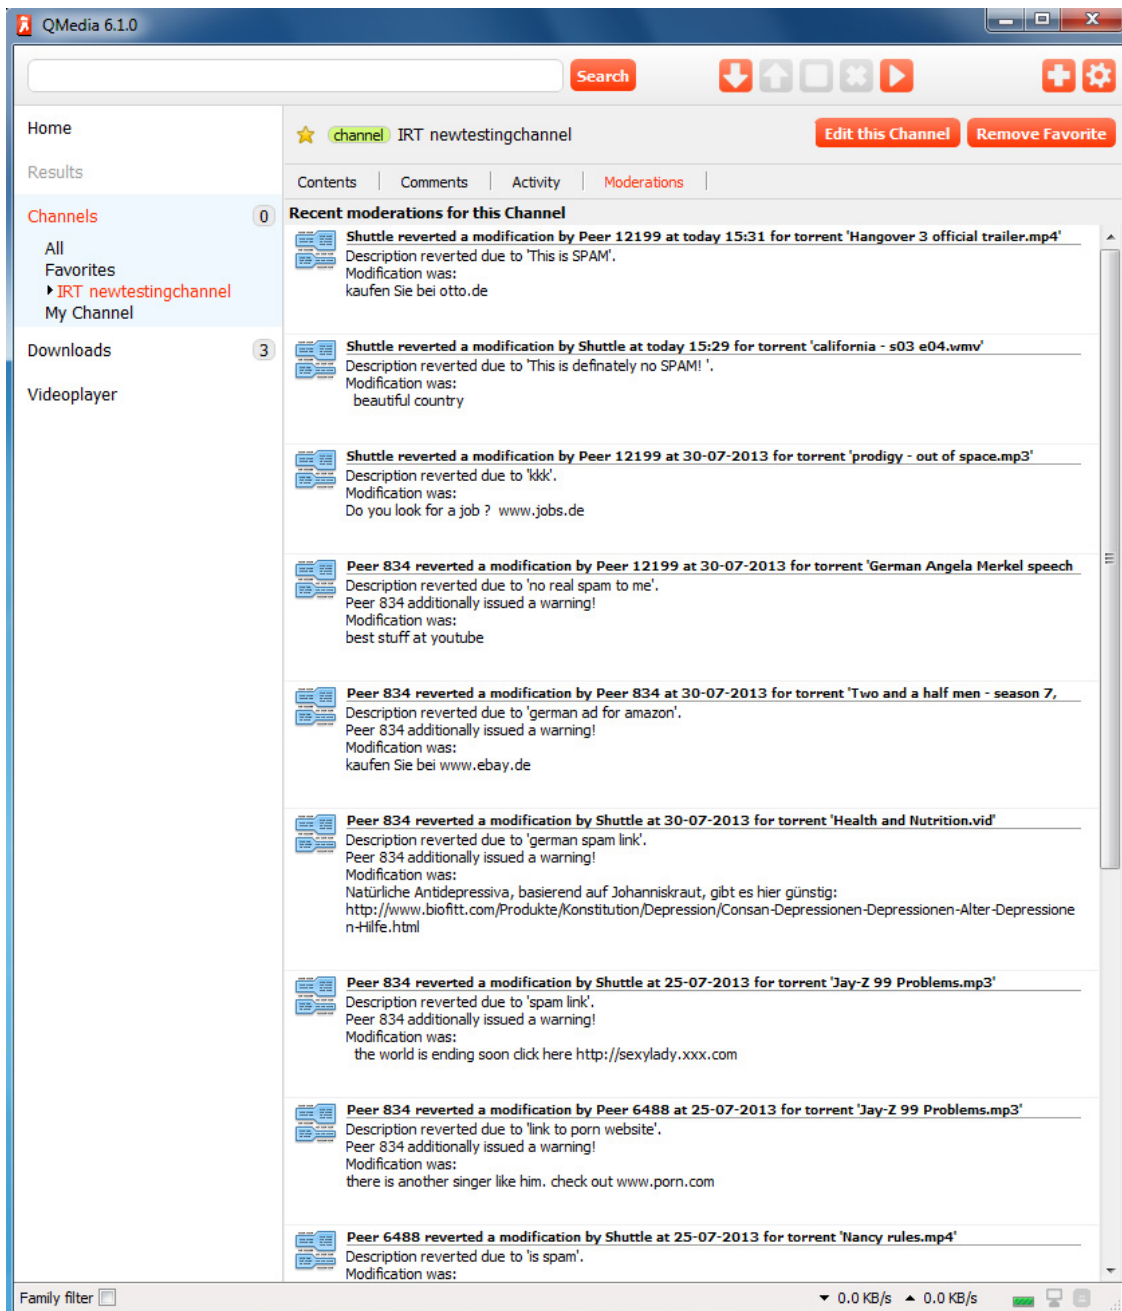 QMedia 6.1.0
Search
Home
Results
Channels 0
All
Favorites
IRT newtestingchannel
My Channel
Downloads 3
Videoplayer
channel IRT newtestingchannel
Edit this Channel
Remove Favorite
Contents
Comments
Activity
Moderations
Recent moderations for this Channel
Shuttle reverted a modification by Peer 12199 at today 15:31 for torrent 'Hangover 3 official trailer.mp4'
Description reverted due to 'This is SPAM'.
Modification was:
kaufen Sie bei otto.de
Shuttle reverted a modification by Shuttle at today 15:29 for torrent 'california - s03 e04.wmv'
Description reverted due to 'This is definately no SPAM! '.
Modification was:
beautiful country
Shuttle reverted a modification by Peer 12199 at 30-07-2013 for torrent 'prodigy - out of space.mp3'
Description reverted due to 'kkk'.
Modification was:
Do you look for a job ? www.jobs.de
Peer 834 reverted a modification by Peer 12199 at 30-07-2013 for torrent 'German Angela Merkel speech
Description reverted due to 'no real spam to me'.
Peer 834 additionally issued a warning!
Modification was:
best stuff at youtube
Peer 834 reverted a modification by Peer 834 at 30-07-2013 for torrent 'Two and a half men - season 7,
Description reverted due to 'german ad for amazon'.
Peer 834 additionally issued a warning!
Modification was:
kaufen Sie bei www.ebay.de
Peer 834 reverted a modification by Shuttle at 30-07-2013 for torrent 'Health and Nutrition.vid'
Description reverted due to 'german spam link'.
Peer 834 additionally issued a warning!
Modification was:
Natürliche Antidepressiva, basierend auf Johanniskraut, gibt es hier günstig:
http://www.biofitt.com/Produkte/Konstitution/Depression/Consan-Depressionen-Depressionen-Alter-Depressione
n-Hilfe.html
Peer 834 reverted a modification by Shuttle at 25-07-2013 for torrent 'Jay-Z 99 Problems.mp3'
Description reverted due to 'spam link'.
Peer 834 additionally issued a warning!
Modification was:
the world is ending soon click here http://sexylady.xxx.com
Peer 834 reverted a modification by Peer 6488 at 25-07-2013 for torrent 'Jay-Z 99 Problems.mp3'
Description reverted due to 'link to porn website'.
Peer 834 additionally issued a warning!
Modification was:
there is another singer like him. check out www.porn.com
Peer 6488 reverted a modification by Shuttle at 25-07-2013 for torrent 'Nancy rules.mp4'
Description reverted due to 'is spam'.
Modification was:
Family filter
0.0 KB/s 0.0 KB/s